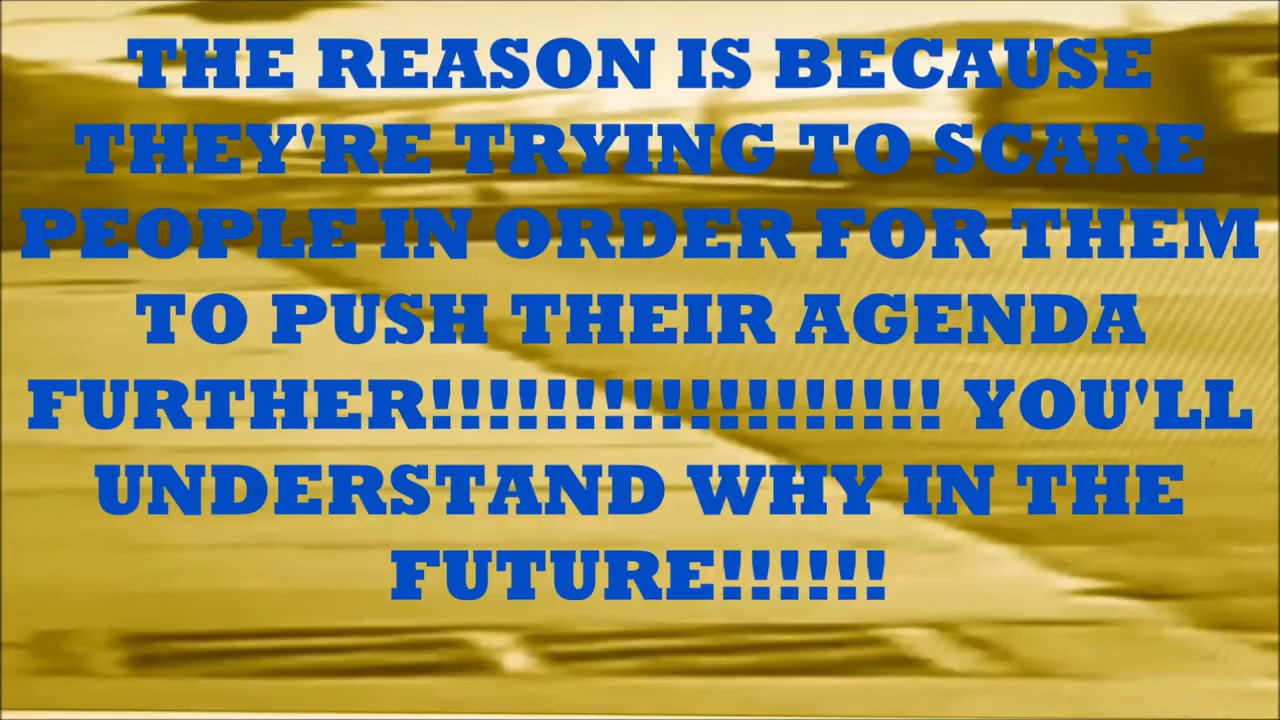 THE REASON IS BECAUSE
THEY'RE TRYING TO SCARE
PEOPLE IN ORDER FOR THEM
TO PUSH THEIR AGENDA
FURTHER!!!!!!!!!!!!!!!!!! YOU'LL
UNDERSTAND WHY IN THE
FUTURE!!!!!!